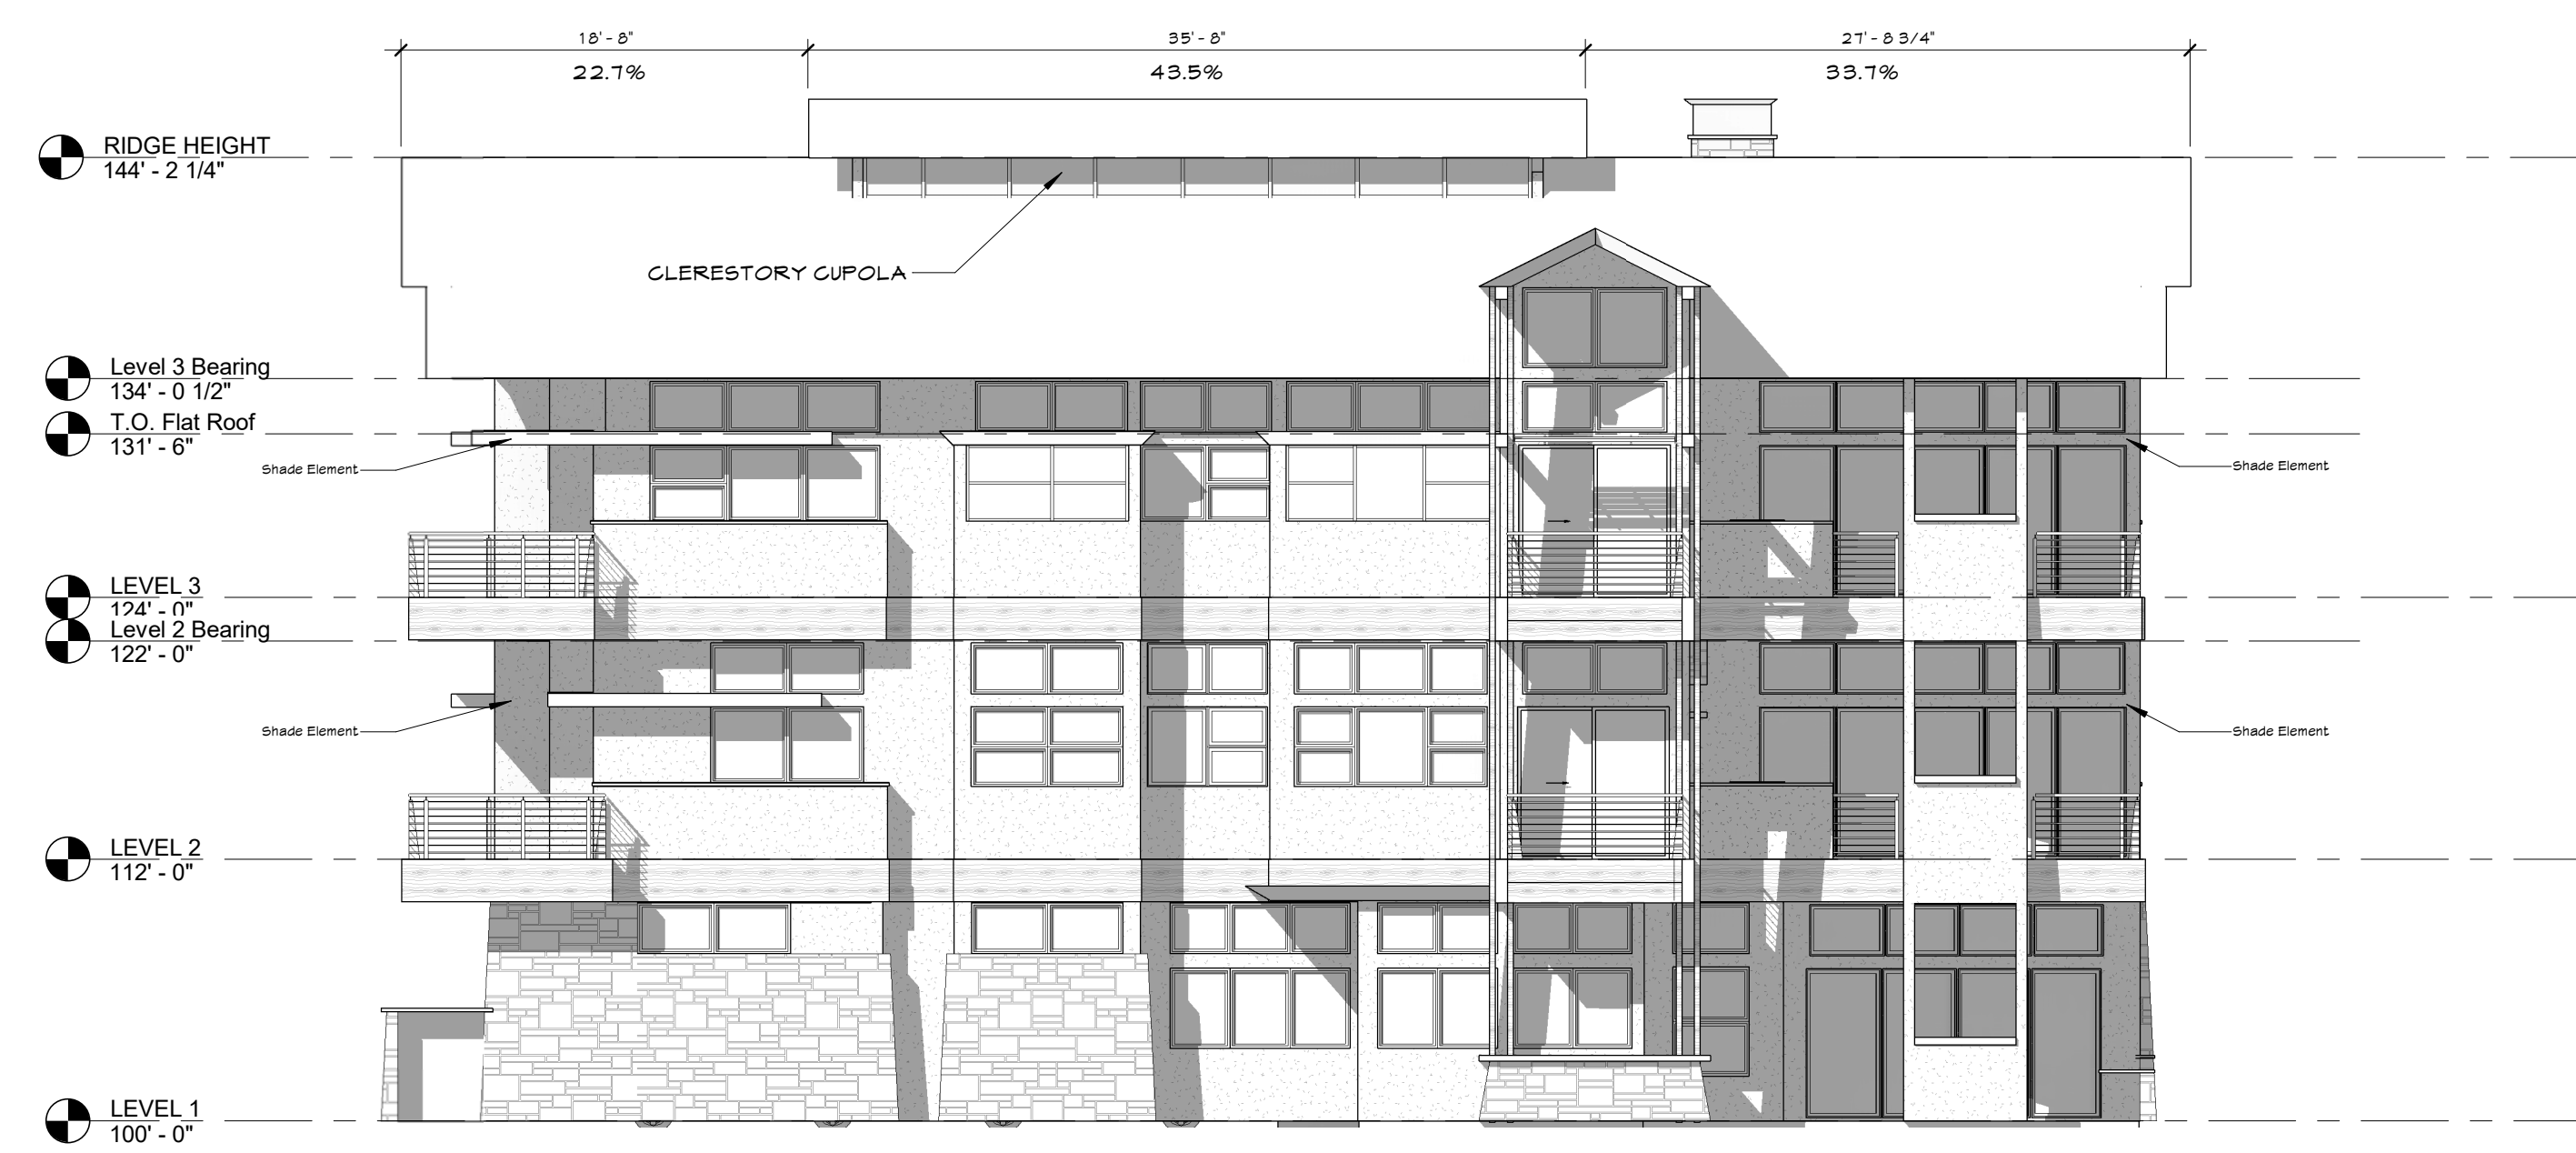 18' - 8" 35' - 8" 27' - 8 3/4"
22.7% 43.5% 33.7%
RIDGE HEIGHT
144' - 2 1/4"
CLERESTORY CUPOLA
Level 3 Bearing
134' - 0 1/2"
T.O. Flat Roof
131' - 6"
Shade Element
Shade Element
LEVEL 3
124' - 0"
Level 2 Bearing
122' - 0"
Shade Element
Shade Element
LEVEL 2
112' - 0"
LEVEL 1
100' - 0"